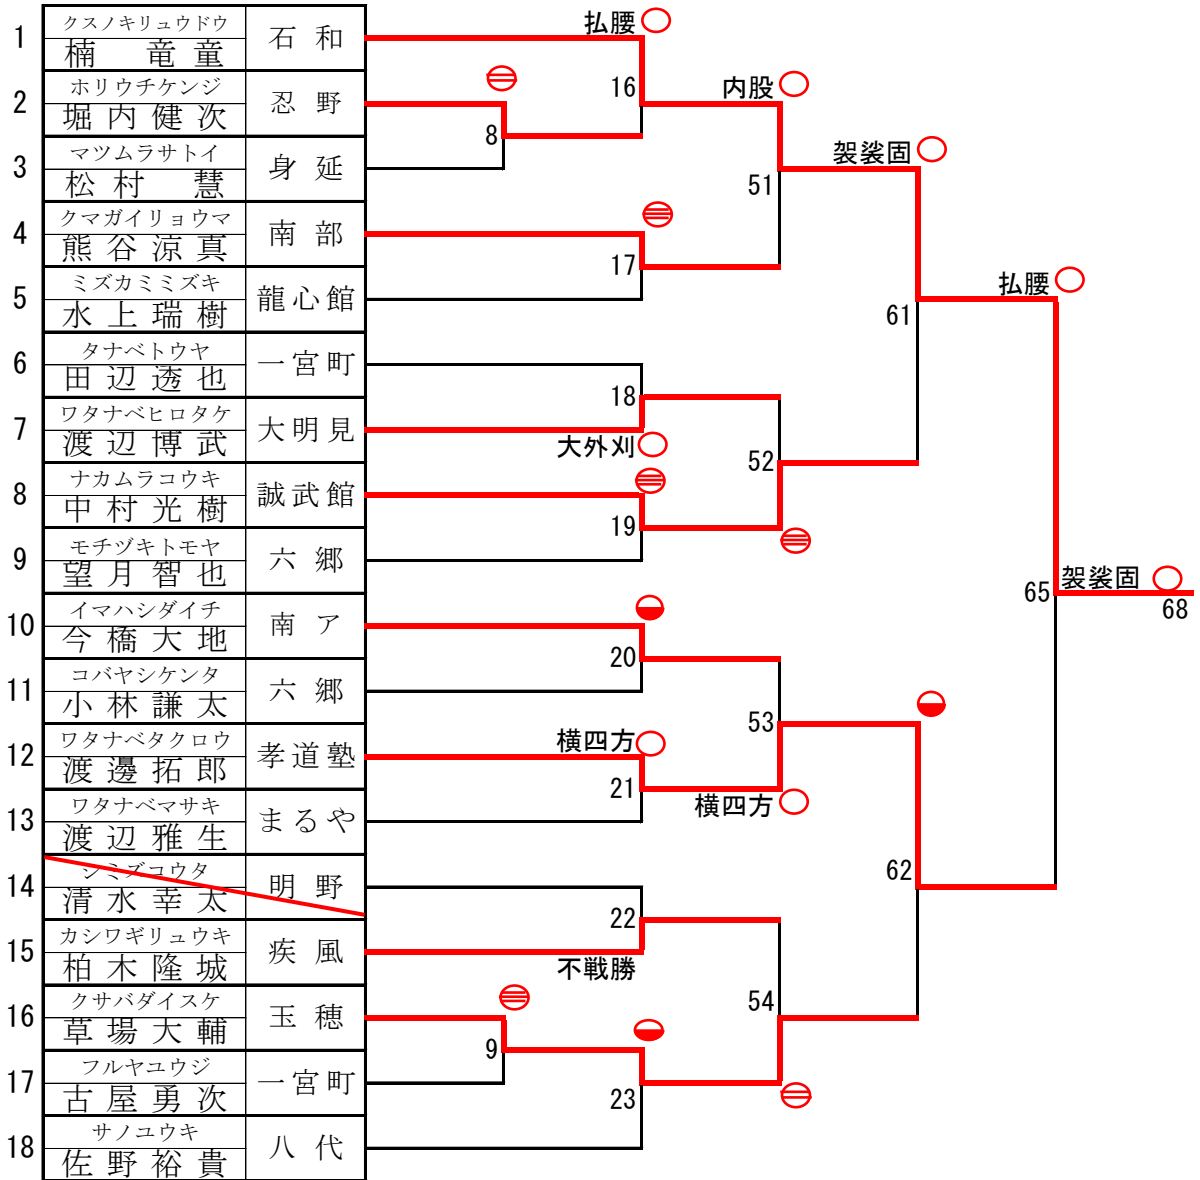 1 クスノキリュウドウ 楠 竜童 石和
2 ホリウチケンジ 堀内健次 忍野
3 マツムラサトイ 松村 慧 身延
4 クマガイリョウマ 熊谷涼真 南部
5 ミズカミミズキ 水上瑞樹 龍心館
6 タナベトウヤ 田辺透也 一宮町
7 ワタナベヒロタケ 渡辺博武 大明見
8 ナカムラコウキ 中村光樹 誠武館
9 モチヅキトモヤ 望月智也 六郷
10 イマハシダイチ 今橋大地 南ア
11 コバヤシケンタ 小林謙太 六郷
12 ワタナベタクロウ 渡邊拓郎 孝道塾
13 ワタナベマサキ 渡辺雅生 まるや
14 シミズコウタ 清水幸太 明野
15 カシワギリュウキ 柏木隆城 疾風
16 クサバダイスケ 草場大輔 玉穂
17 フルヤユウジ 古屋勇次 一宮町
18 サノユウキ 佐野裕貴 八代
8
9
払腰
16
17
18
大外刈
19
20
横四方
21
22
不戦勝
23
内股
51
52
53
横四方
54
袈裟固
61
62
払腰
65
袈裟固
68